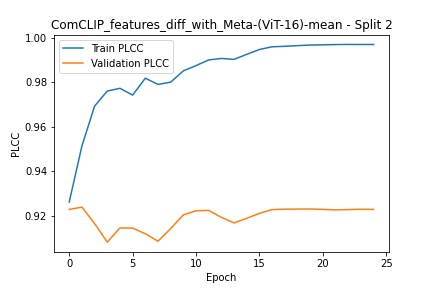 ComCLIP_features_diff_with_Meta-(ViT-16)-mean - Split 2
1.00
0.98
0.96
0.94
0.92
PLCC
Train PLCC
Validation PLCC
0
5
10
15
20
25
Epoch